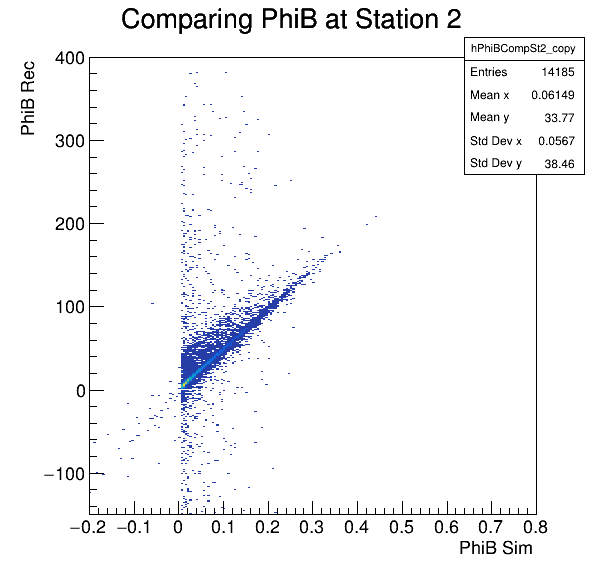 Comparing PhiB at Station 2
hPhiBCompSt2_copy
Entries 14185
Mean x 0.06149
Mean y 33.77
Std Dev x 0.0567
Std Dev y 38.46
PhiB Rec
400
300
200
100
0
−100
−0.2 −0.1 0 0.1 0.2 0.3 0.4 0.5 0.6 0.7 0.8
PhiB Sim